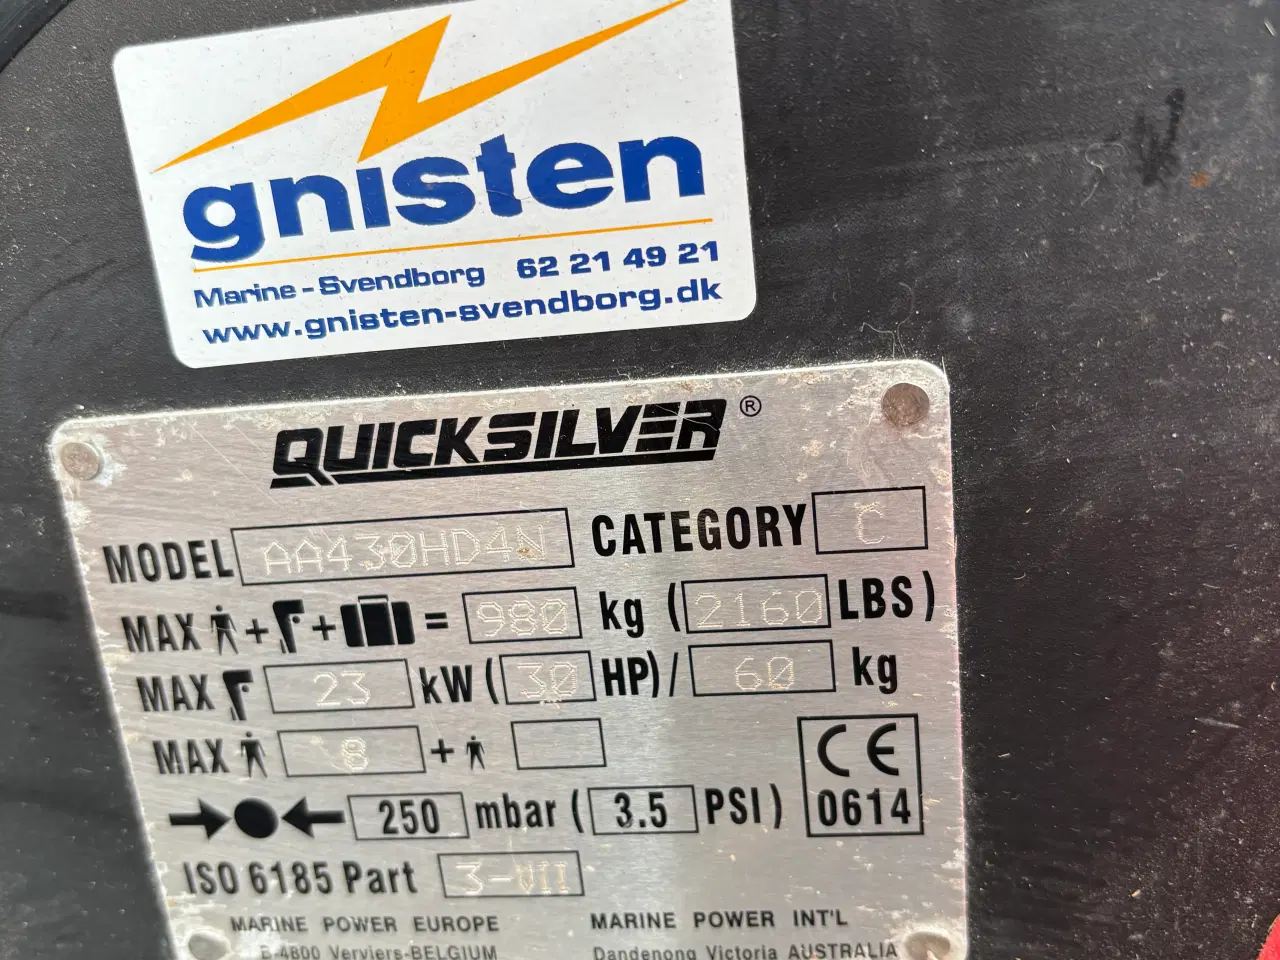 gnisten
Marine - Svendborg 62 21 49 21
www.gnisten-svendborg.dk
QUICKSILVER®
MODEL AA430HD4N CATEGORY C
MAX + + = 980 kg (2160 LBS)
MAX 23 kW (30 HP) / 60 kg
MAX 8 +
250 mbar (3.5 PSI)
CE
0614
ISO 6185 Part 3-VII
MARINE POWER EUROPE MARINE POWER INT'L
B-4800 Verviers-BELGIUM Dandenong Victoria AUSTRALIA